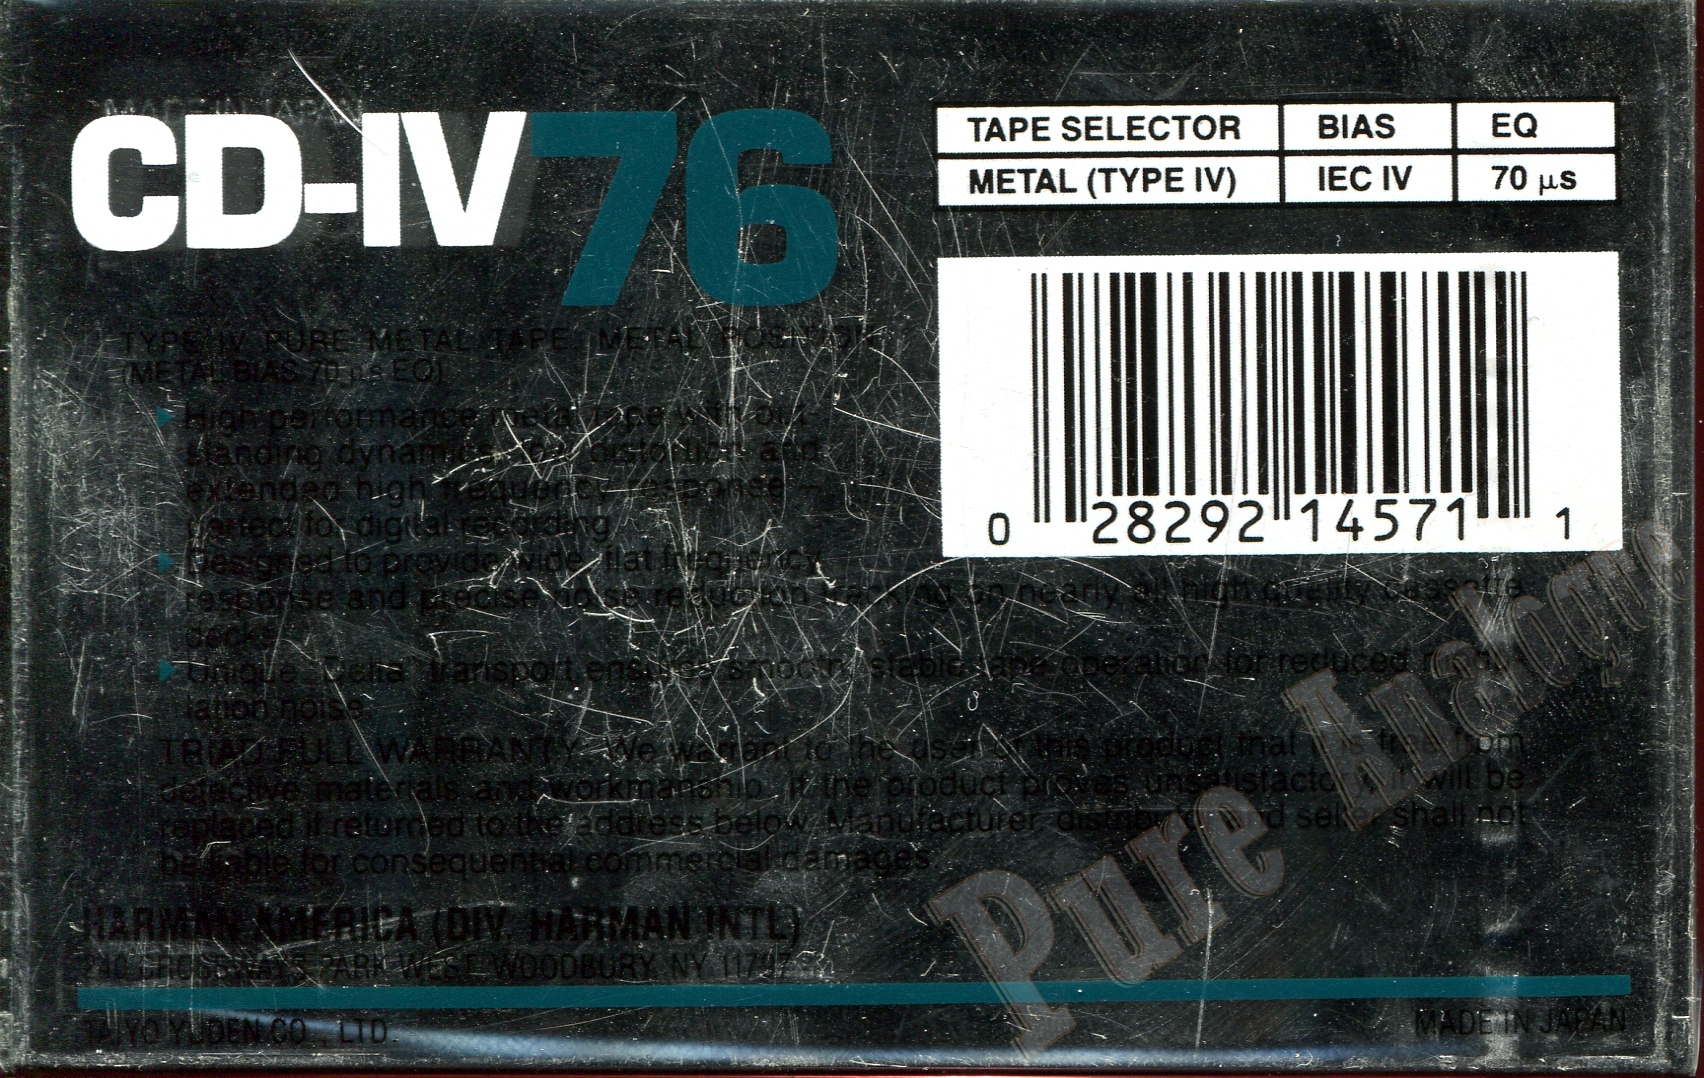 MADE IN JAPAN
CD-IV 76
TAPE SELECTOR BIAS EQ
METAL (TYPE IV) IEC IV 70 µs
0 28292 14571 1
TYPE IV PURE METAL TAPE. METAL POSITION
(METAL BIAS 70 µs EQ)
High performance metal tape with out-
standing dynamics, low distortion and
extended high frequency response –
perfect for digital recording
Designed to provide wide, flat frequency
response and precise noise reduction tracking on nearly all high quality cassette
decks.
Unique "Delta" transport ensures smooth, stable tape operation for reduced modu-
lation noise.
TRIAD FULL WARRANTY: We warrant to the user of this product that it is free from
defective materials and workmanship. If the product proves unsatisfactory, it will be
replaced if returned to the address below. Manufacturer, distributor and seller shall not
be liable for consequential commercial damages.
HARMAN AMERICA (DIV. HARMAN INTL)
240 CROSSWAYS PARK WEST, WOODBURY, NY 11797
TAIYO YUDEN CO., LTD.
MADE IN JAPAN
Pure Analogue